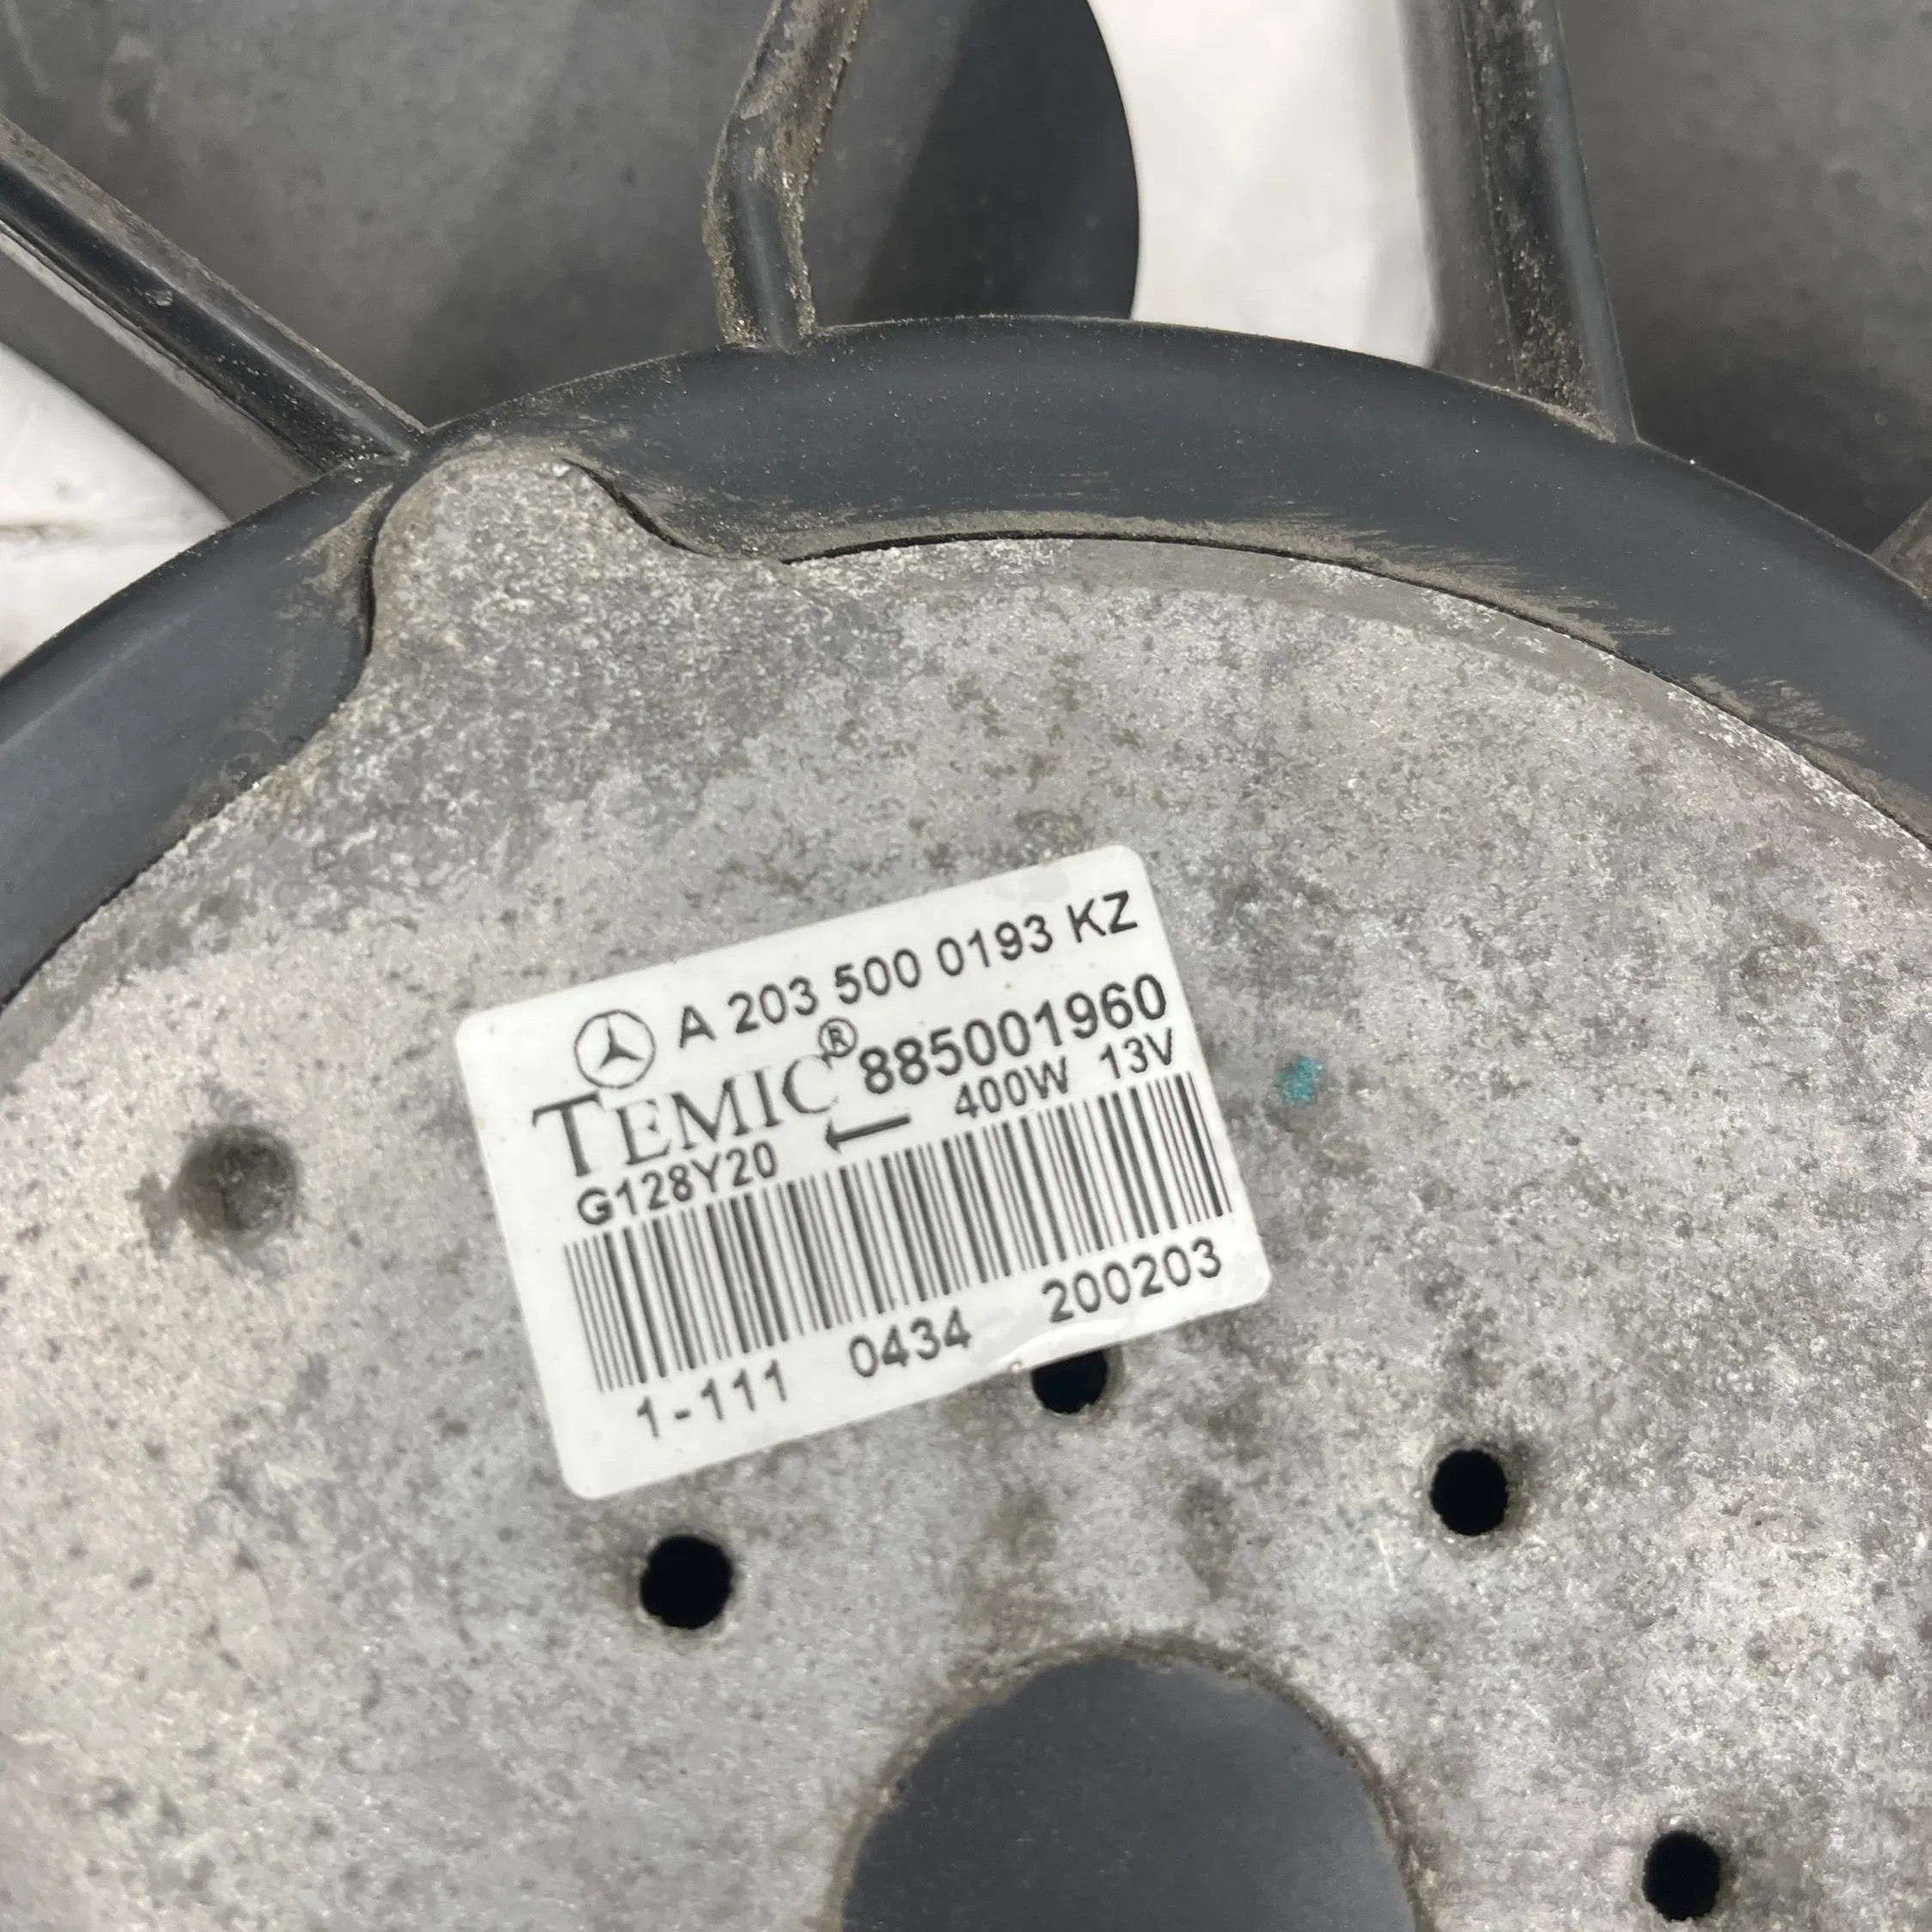 A 203 500 0193 KZ
TEMIC® 885001960
G128Y20 ← 400W 13V
1-111 0434 200203